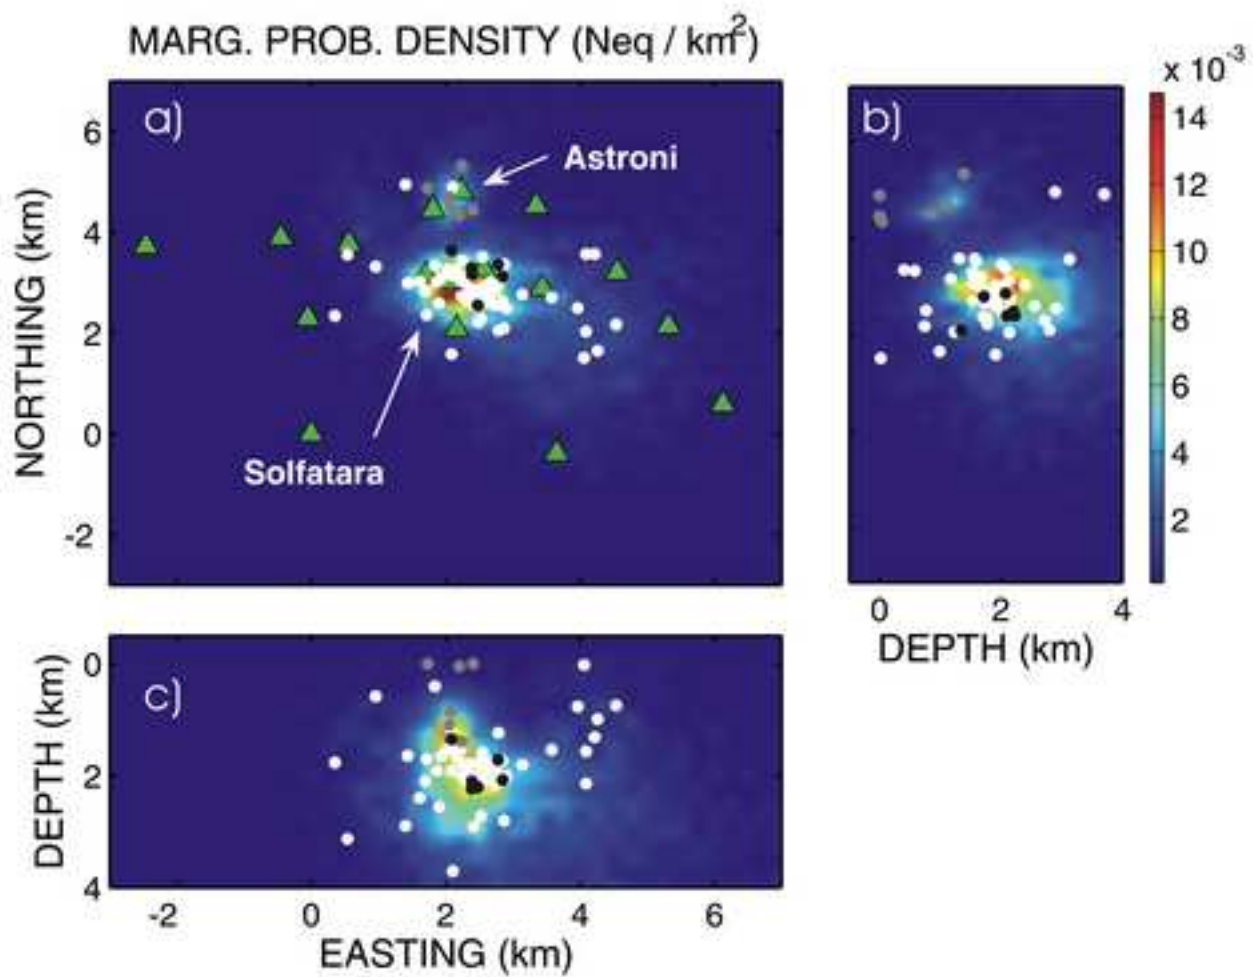 MARG. PROB. DENSITY (Neq / km²)
x 10⁻³
a)
Astroni
Solfatara
6
4
2
0
-2
NORTHING (km)
b)
0
2
4
DEPTH (km)
14
12
10
8
6
4
2
c)
0
2
4
DEPTH (km)
-2
0
2
4
6
EASTING (km)